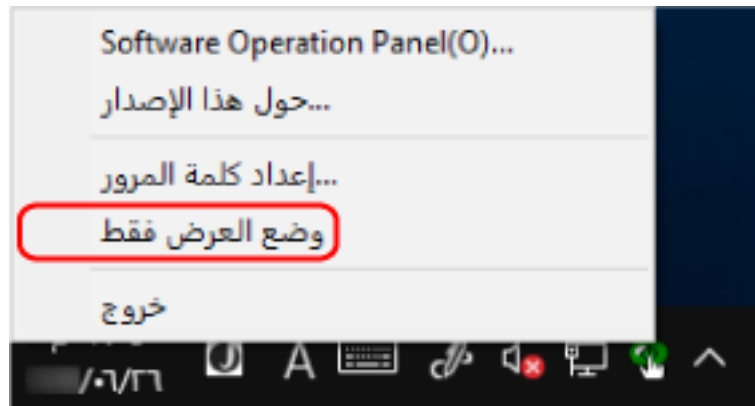 Software Operation Panel(O)...
حول هذا الإصدار...
إعداد كلمة المرور...
وضع العرض فقط
خروج
A
/٠٦/٢٦